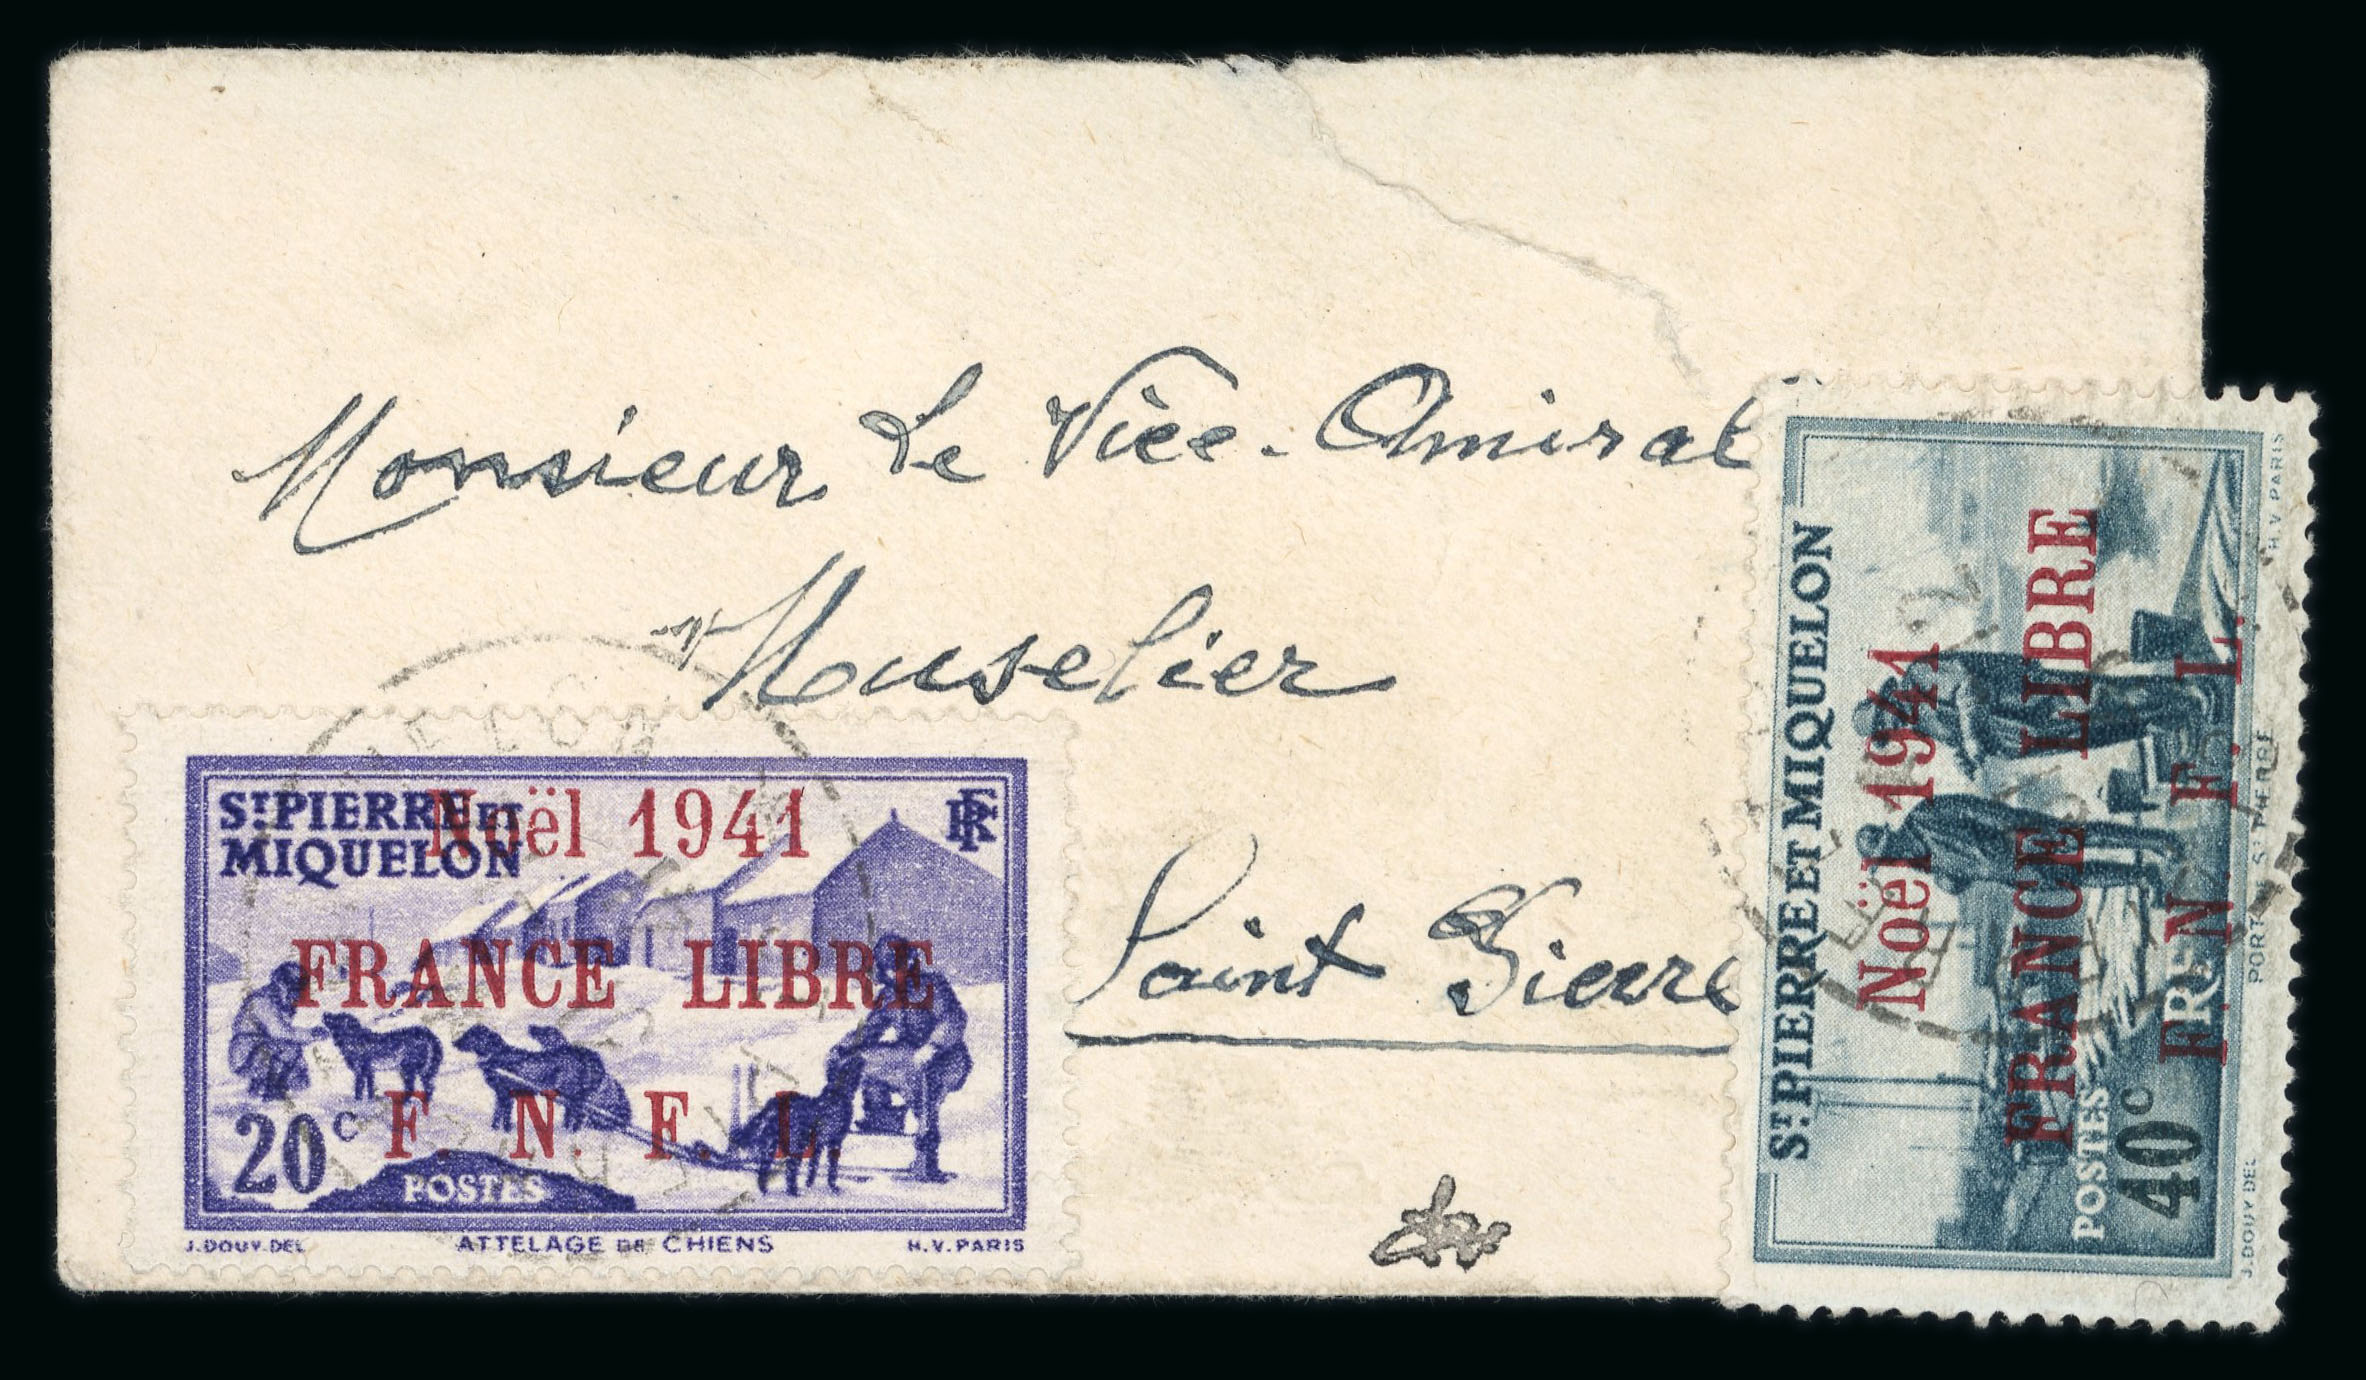 Monsieur Le Vice-Amiral
Muselier
Saint Pierre
ST PIERRE ET
MIQUELON
RF
Noël 1941
FRANCE LIBRE
F. N. F. L.
20c
POSTES
J.DOUY.DEL
ATTELAGE DE CHIENS
H.V.PARIS
ST PIERRE ET MIQUELON
Noël 1941
FRANCE LIBRE
F. N. F. L.
POSTES
40c
J.DOUY DEL
PORT ST PIERRE
H.V. PARIS